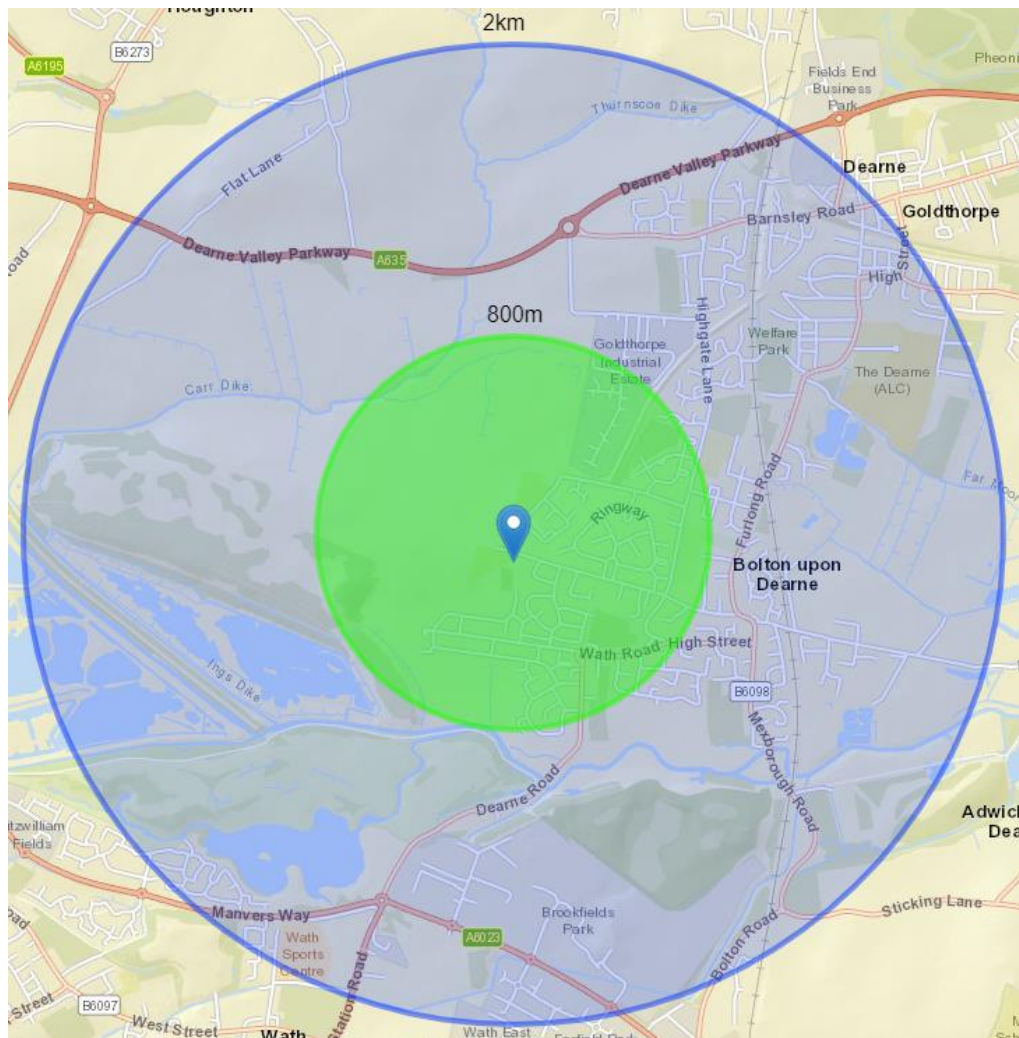 Houghton
2km
B6273
A6195
Fields End
Business
Park
Thurnscoe Dike
Flat Lane
Dearne Valley Parkway
Dearne
Barnsley Road
Goldthorpe
Dearne Valley Parkway
A635
High Street
800m
Highgate Lane
Welfare
Park
Goldthorpe
Industrial
Estate
The Dearne
(ALC)
Carr Dike
Furlong Road
Ringway
Bolton upon
Dearne
Wath Road
High Street
Ings Dike
B6098
Mexborough Road
Dearne Road
Fields
Manvers Way
Brookfields
Park
Sticking Lane
Wath
Sports
Centre
A6023
Bolton Road
Station Road
B6097
West Street
Wath
Wath East